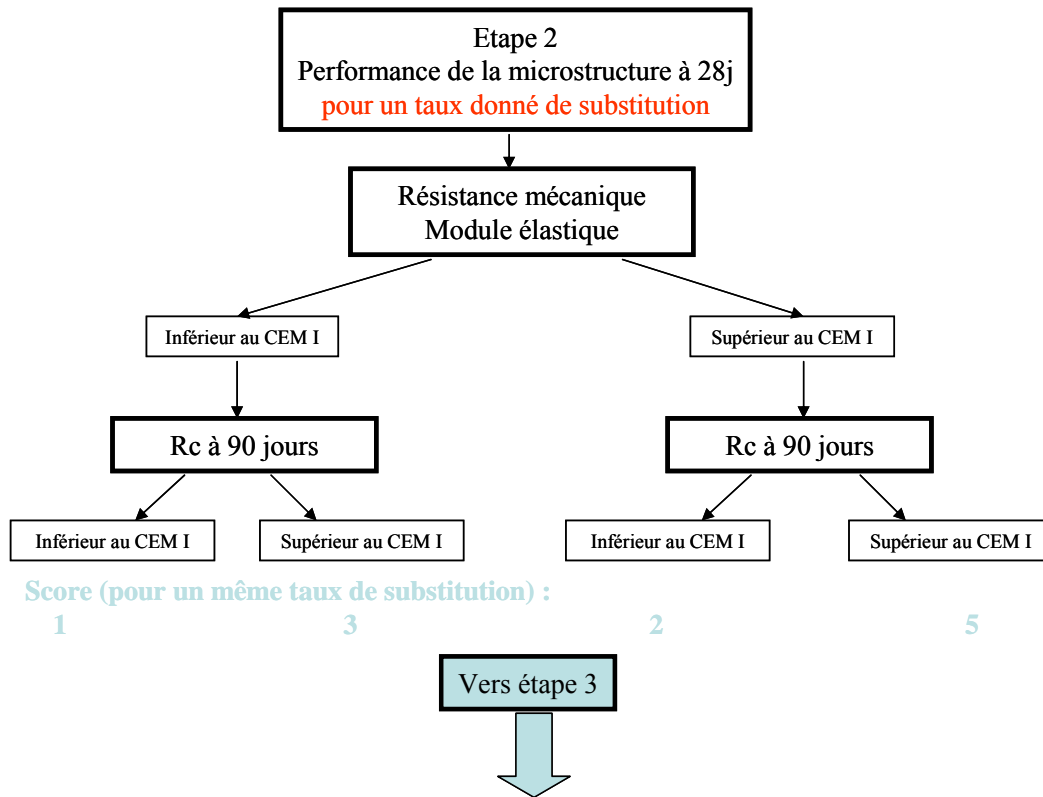 Etape 2
Performance de la microstructure à 28j
pour un taux donné de substitution
Résistance mécanique
Module élastique
Inférieur au CEM I
Supérieur au CEM I
Rc à 90 jours
Rc à 90 jours
Inférieur au CEM I
Supérieur au CEM I
Inférieur au CEM I
Supérieur au CEM I
Score (pour un même taux de substitution) :
1 3 2 5
Vers étape 3